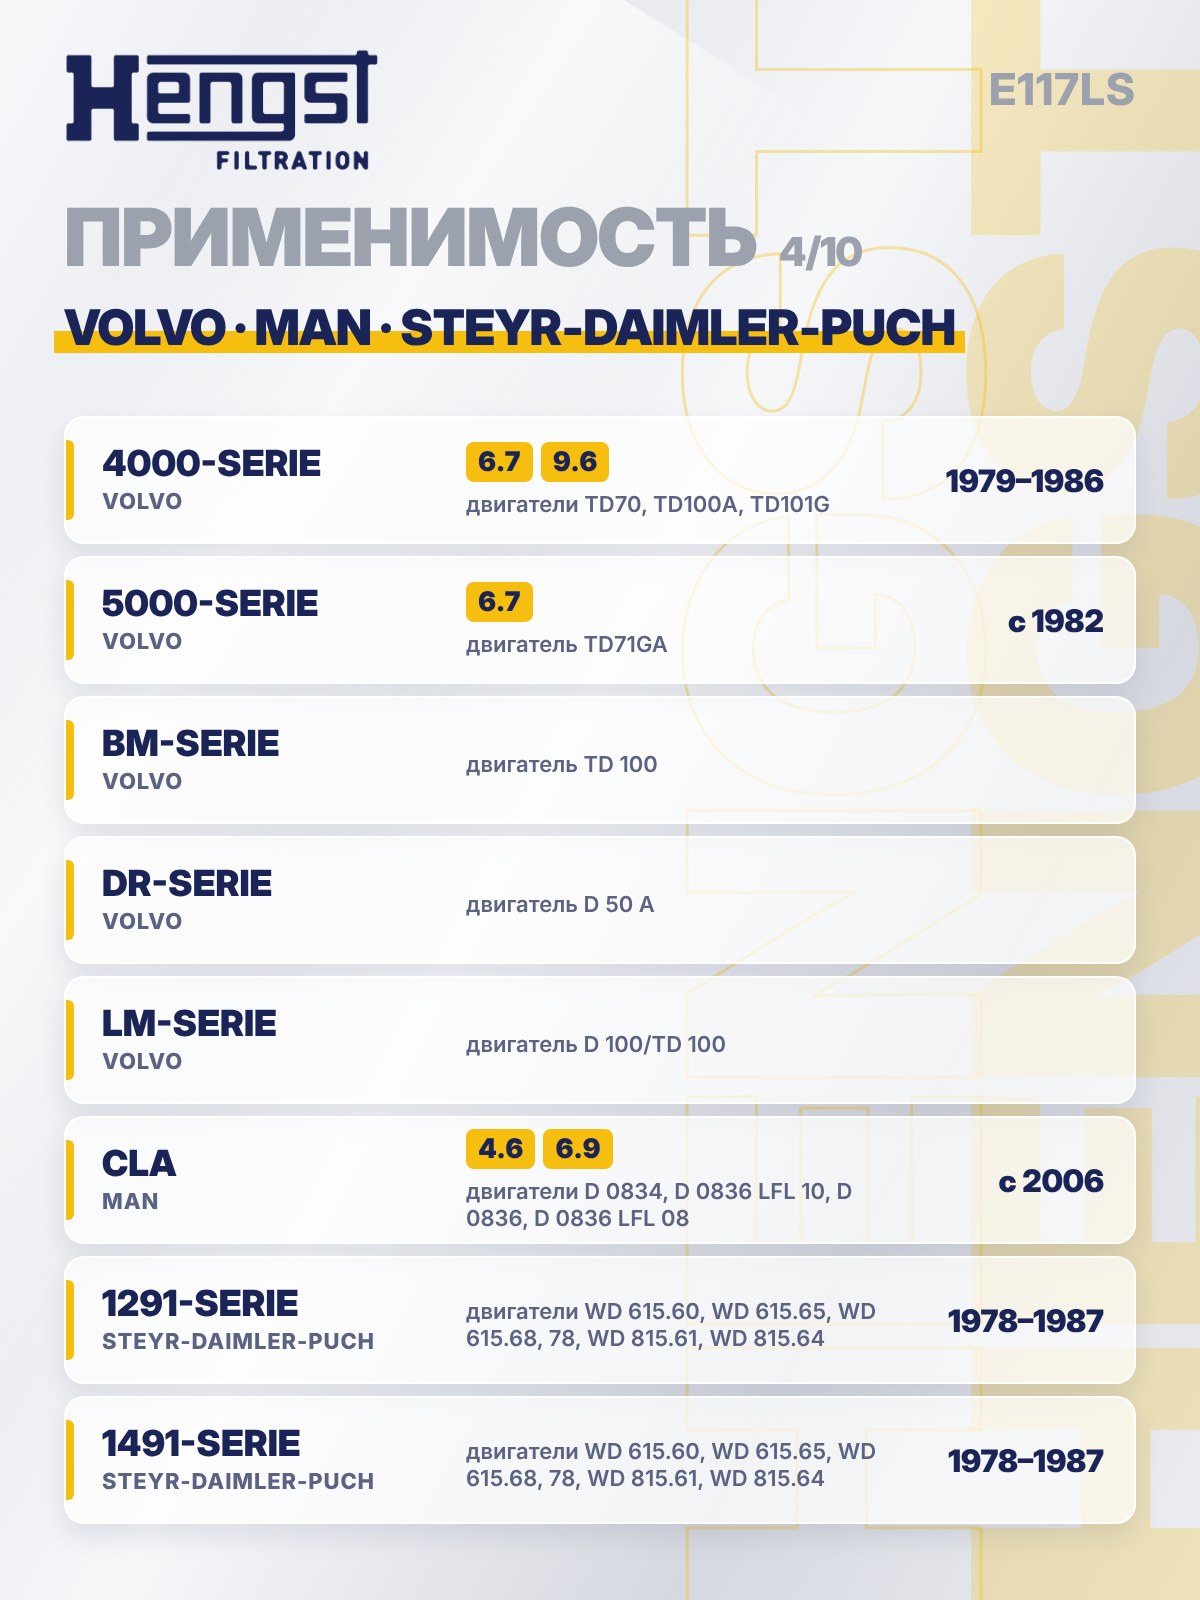 Hengst
FILTRATION
E117LS
ПРИМЕНИМОСТЬ 4/10
VOLVO · MAN · STEYR-DAIMLER-PUCH
4000-SERIE
VOLVO
6.7 9.6
двигатели TD70, TD100A, TD101G
1979–1986
5000-SERIE
VOLVO
6.7
двигатель TD71GA
с 1982
BM-SERIE
VOLVO
двигатель TD 100
DR-SERIE
VOLVO
двигатель D 50 A
LM-SERIE
VOLVO
двигатель D 100/TD 100
CLA
MAN
4.6 6.9
двигатели D 0834, D 0836 LFL 10, D
0836, D 0836 LFL 08
с 2006
1291-SERIE
STEYR-DAIMLER-PUCH
двигатели WD 615.60, WD 615.65, WD
615.68, 78, WD 815.61, WD 815.64
1978–1987
1491-SERIE
STEYR-DAIMLER-PUCH
двигатели WD 615.60, WD 615.65, WD
615.68, 78, WD 815.61, WD 815.64
1978–1987
HENGST
HENGST